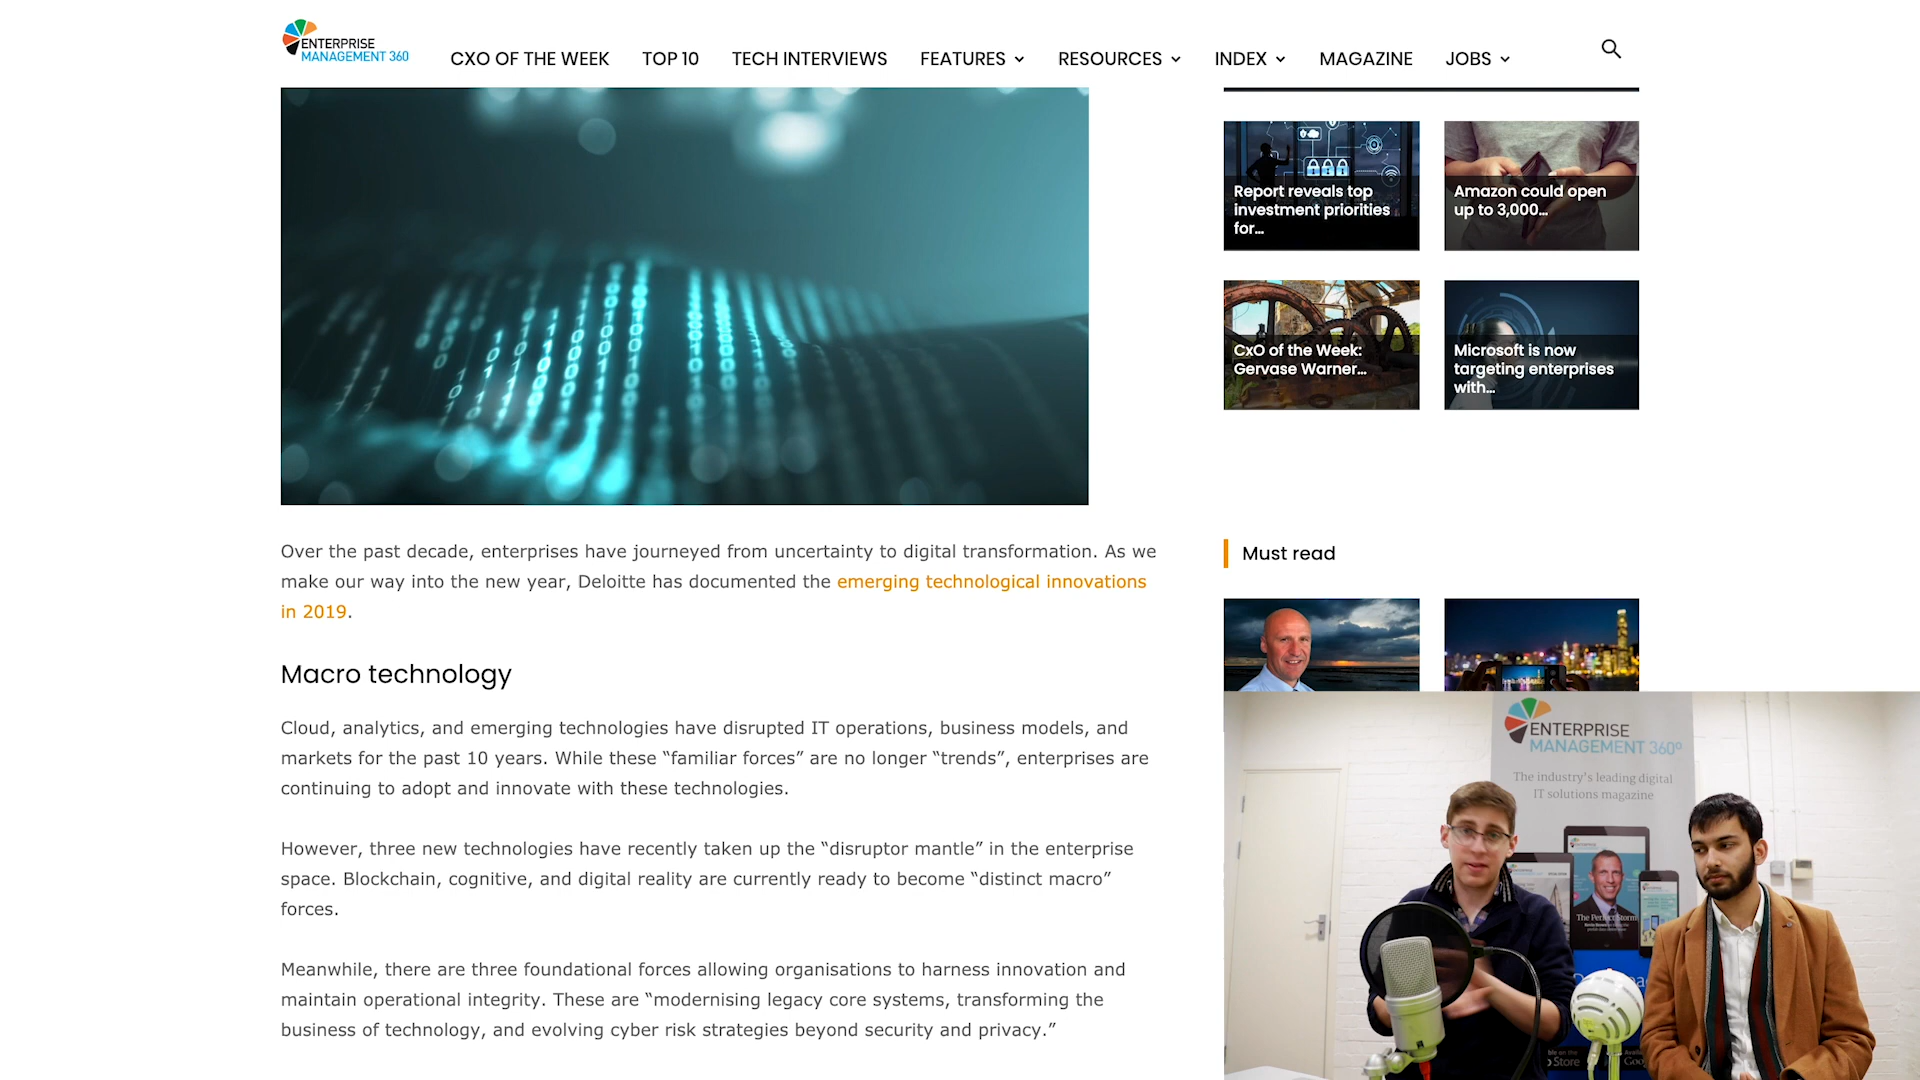 ENTERPRISE
MANAGEMENT 360
CXO OF THE WEEK
TOP 10
TECH INTERVIEWS
FEATURES
RESOURCES
INDEX
MAGAZINE
JOBS
Report reveals top
investment priorities
for...
Amazon could open
up to 3,000...
CxO of the Week:
Gervase Warner...
Microsoft is now
targeting enterprises
with...
Over the past decade, enterprises have journeyed from uncertainty to digital transformation. As we
make our way into the new year, Deloitte has documented the emerging technological innovations
in 2019.
Macro technology
Cloud, analytics, and emerging technologies have disrupted IT operations, business models, and
markets for the past 10 years. While these “familiar forces” are no longer “trends”, enterprises are
continuing to adopt and innovate with these technologies.
However, three new technologies have recently taken up the “disruptor mantle” in the enterprise
space. Blockchain, cognitive, and digital reality are currently ready to become “distinct macro”
forces.
Meanwhile, there are three foundational forces allowing organisations to harness innovation and
maintain operational integrity. These are “modernising legacy core systems, transforming the
business of technology, and evolving cyber risk strategies beyond security and privacy.”
Must read
ENTERPRISE
MANAGEMENT 360°
The industry's leading digital
IT solutions magazine
The Perfect Storm
Store